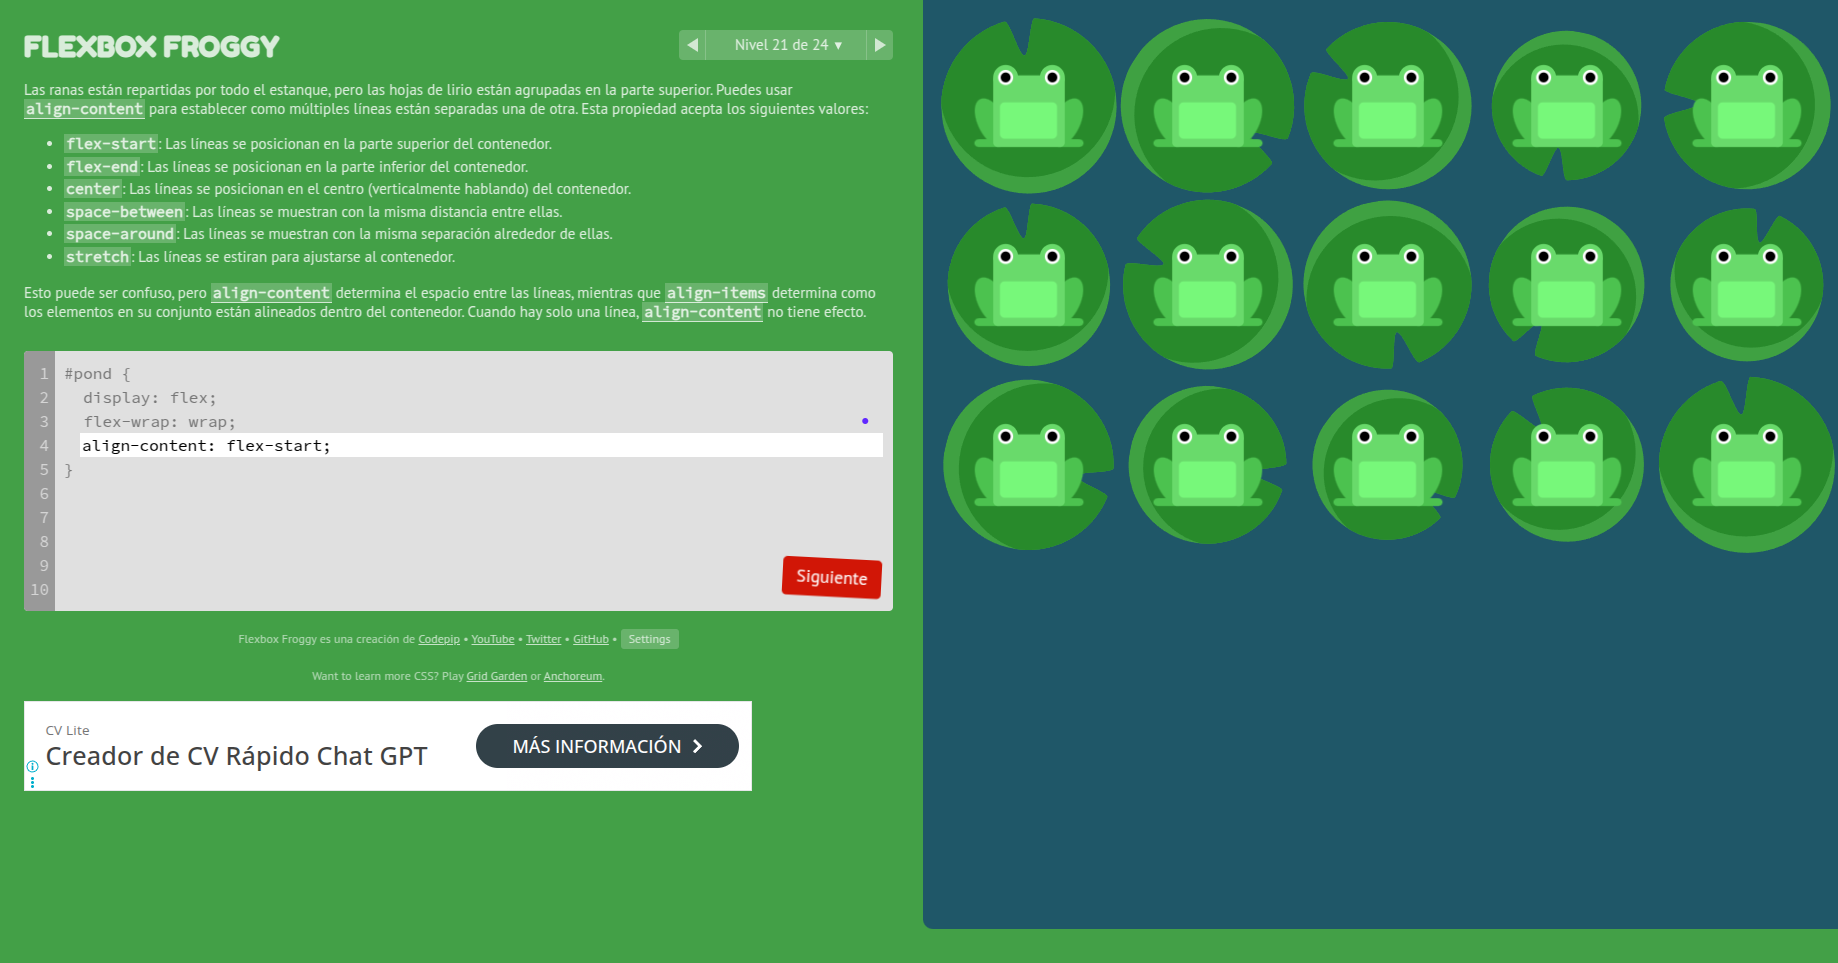 FLEXBOX FROGGY
Nivel 21 de 24 ▾
Las ranas están repartidas por todo el estanque, pero las hojas de lirio están agrupadas en la parte superior. Puedes usar
align-content para establecer como múltiples líneas están separadas una de otra. Esta propiedad acepta los siguientes valores:
• flex-start: Las líneas se posicionan en la parte superior del contenedor.
• flex-end: Las líneas se posicionan en la parte inferior del contenedor.
• center: Las líneas se posicionan en el centro (verticalmente hablando) del contenedor.
• space-between: Las líneas se muestran con la misma distancia entre ellas.
• space-around: Las líneas se muestran con la misma separación alrededor de ellas.
• stretch: Las líneas se estiran para ajustarse al contenedor.
Esto puede ser confuso, pero align-content determina el espacio entre las líneas, mientras que align-items determina como
los elementos en su conjunto están alineados dentro del contenedor. Cuando hay solo una línea, align-content no tiene efecto.
1 #pond {
2 display: flex;
3 flex-wrap: wrap;
4 align-content: flex-start;
5 }
6
7
8
9
10
Siguiente
Flexbox Froggy es una creación de Codepip • YouTube • Twitter • GitHub • Settings
Want to learn more CSS? Play Grid Garden or Anchoreum.
CV Lite
Creador de CV Rápido Chat GPT
MÁS INFORMACIÓN